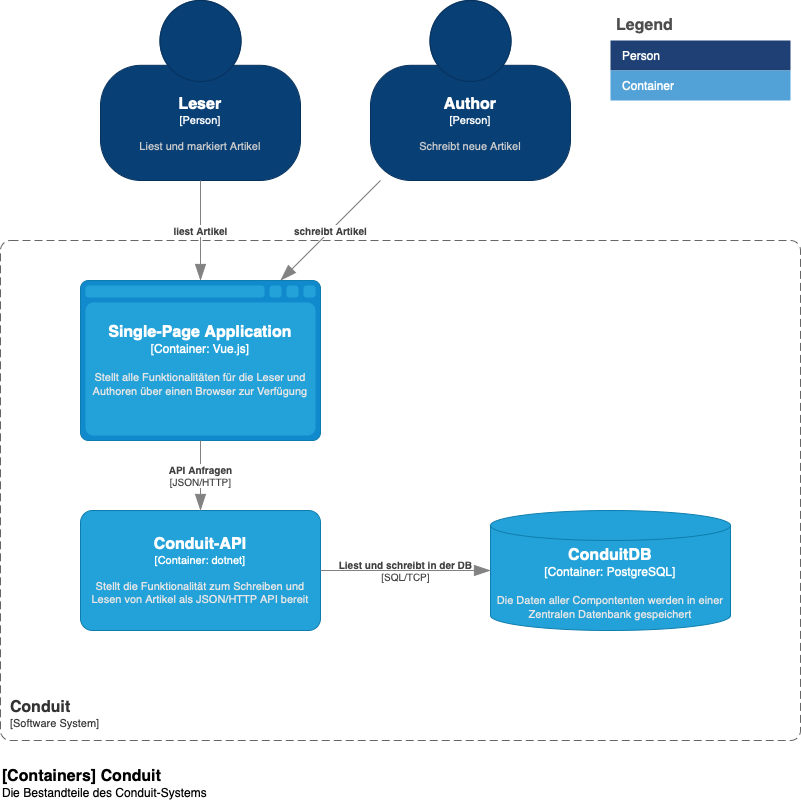 Legend
Person
Container
Leser
[Person]
Liest und markiert Artikel
Author
[Person]
Schreibt neue Artikel
liest Artikel
schreibt Artikel
Single-Page Application
[Container: Vue.js]
Stellt alle Funktionalitäten für die Leser und
Authoren über einen Browser zur Verfügung
API Anfragen
[JSON/HTTP]
Conduit-API
[Container: dotnet]
Stellt die Funktionalität zum Schreiben und
Lesen von Artikel als JSON/HTTP API bereit
Liest und schreibt in der DB
[SQL/TCP]
ConduitDB
[Container: PostgreSQL]
Die Daten aller Compontenten werden in einer
Zentralen Datenbank gespeichert
Conduit
[Software System]
[Containers] Conduit
Die Bestandteile des Conduit-Systems